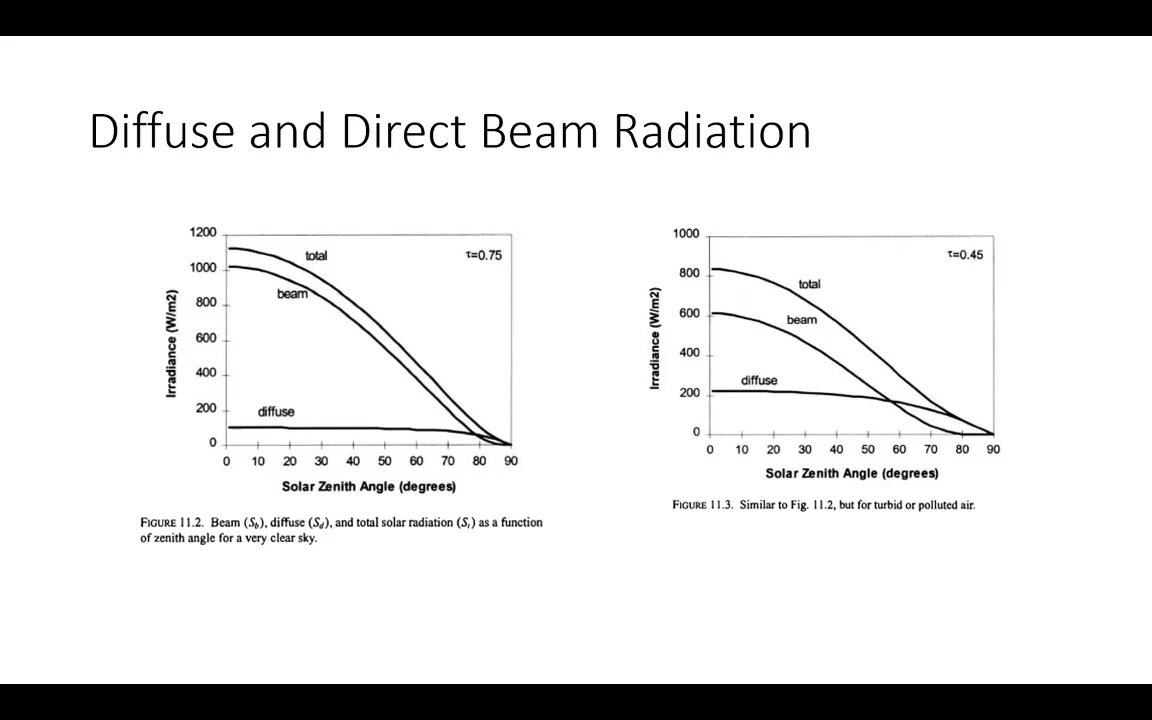 Diffuse and Direct Beam Radiation
1200
1000
800
600
400
200
0
Irradiance (W/m2)
total
beam
diffuse
τ=0.75
0 10 20 30 40 50 60 70 80 90
Solar Zenith Angle (degrees)
FIGURE 11.2. Beam (Sb), diffuse (Sd), and total solar radiation (St) as a function
of zenith angle for a very clear sky.
1000
800
600
400
200
0
Irradiance (W/m2)
total
beam
diffuse
τ=0.45
0 10 20 30 40 50 60 70 80 90
Solar Zenith Angle (degrees)
FIGURE 11.3. Similar to Fig. 11.2, but for turbid or polluted air.